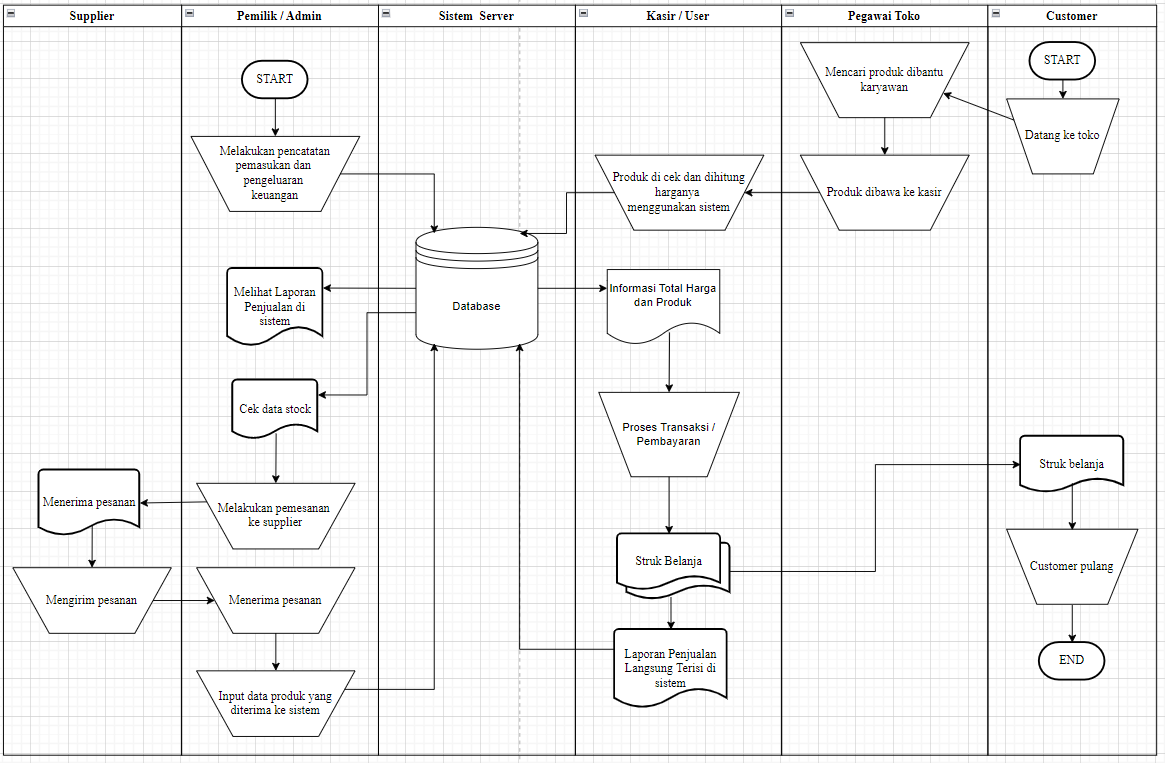 Supplier
Pemilik / Admin
Sistem Server
Kasir / User
Pegawai Toko
Customer
START
Melakukan pencatatan
pemasukan dan
pengeluran
keuangan
Melihat Laporan
Penjualan di
sistem
Cek data stock
Melakukan pemesanan
ke supplier
Menerima pesanan
Mengirim pesanan
Menerima pesanan
Input data produk yang
diterima ke sistem
Database
Produk di cek dan dihitung
harganya
menggunakan sistem
Informasi Total Harga
dan Produk
Proses Transaksi /
Pembayaran
Struk Belanja
Laporan Penjualan
Langsung Terisi di
sistem
Mencari produk dibantu
karyawan
Produk dibawa ke kasir
START
Datang ke toko
Struk belanja
Customer pulang
END